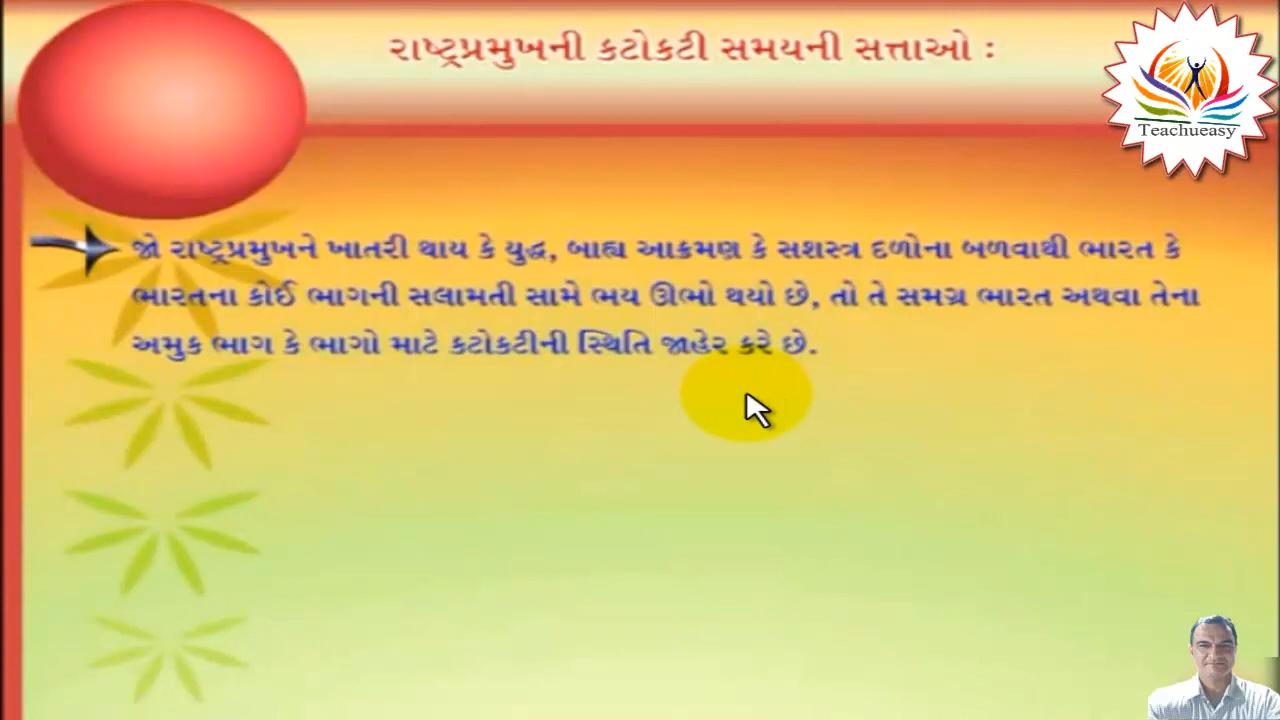 રાષ્ટ્રપ્રમુખની કટોકટી સમયની સત્તાઓ :
Teachueasy
જો રાષ્ટ્રપ્રમુખને ખાતરી થાય કે યુદ્ધ, બાહ્ય આક્રમણ કે સશસ્ત્ર દળોના બળવાથી ભારત કે
ભારતના કોઈ ભાગની સલામતી સામે ભય ઊભો થયો છે, તો તે સમગ્ર ભારત અથવા તેના
અમુક ભાગ કે ભાગો માટે કટોકટીની સ્થિતિ જાહેર કરે છે.